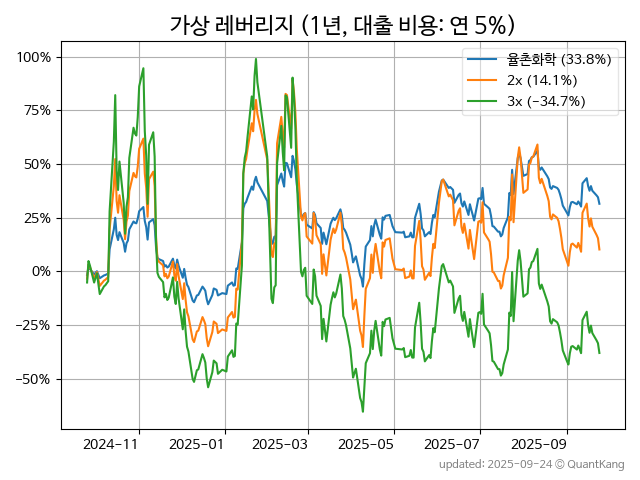 가상 레버리지 (1년, 대출 비용: 연 5%)
율촌화학 (33.8%)
2x (14.1%)
3x (−34.7%)
100%
75%
50%
25%
0%
−25%
−50%
2024−11
2025−01
2025−03
2025−05
2025−07
2025−09
updated: 2025-09-24 © QuantKang